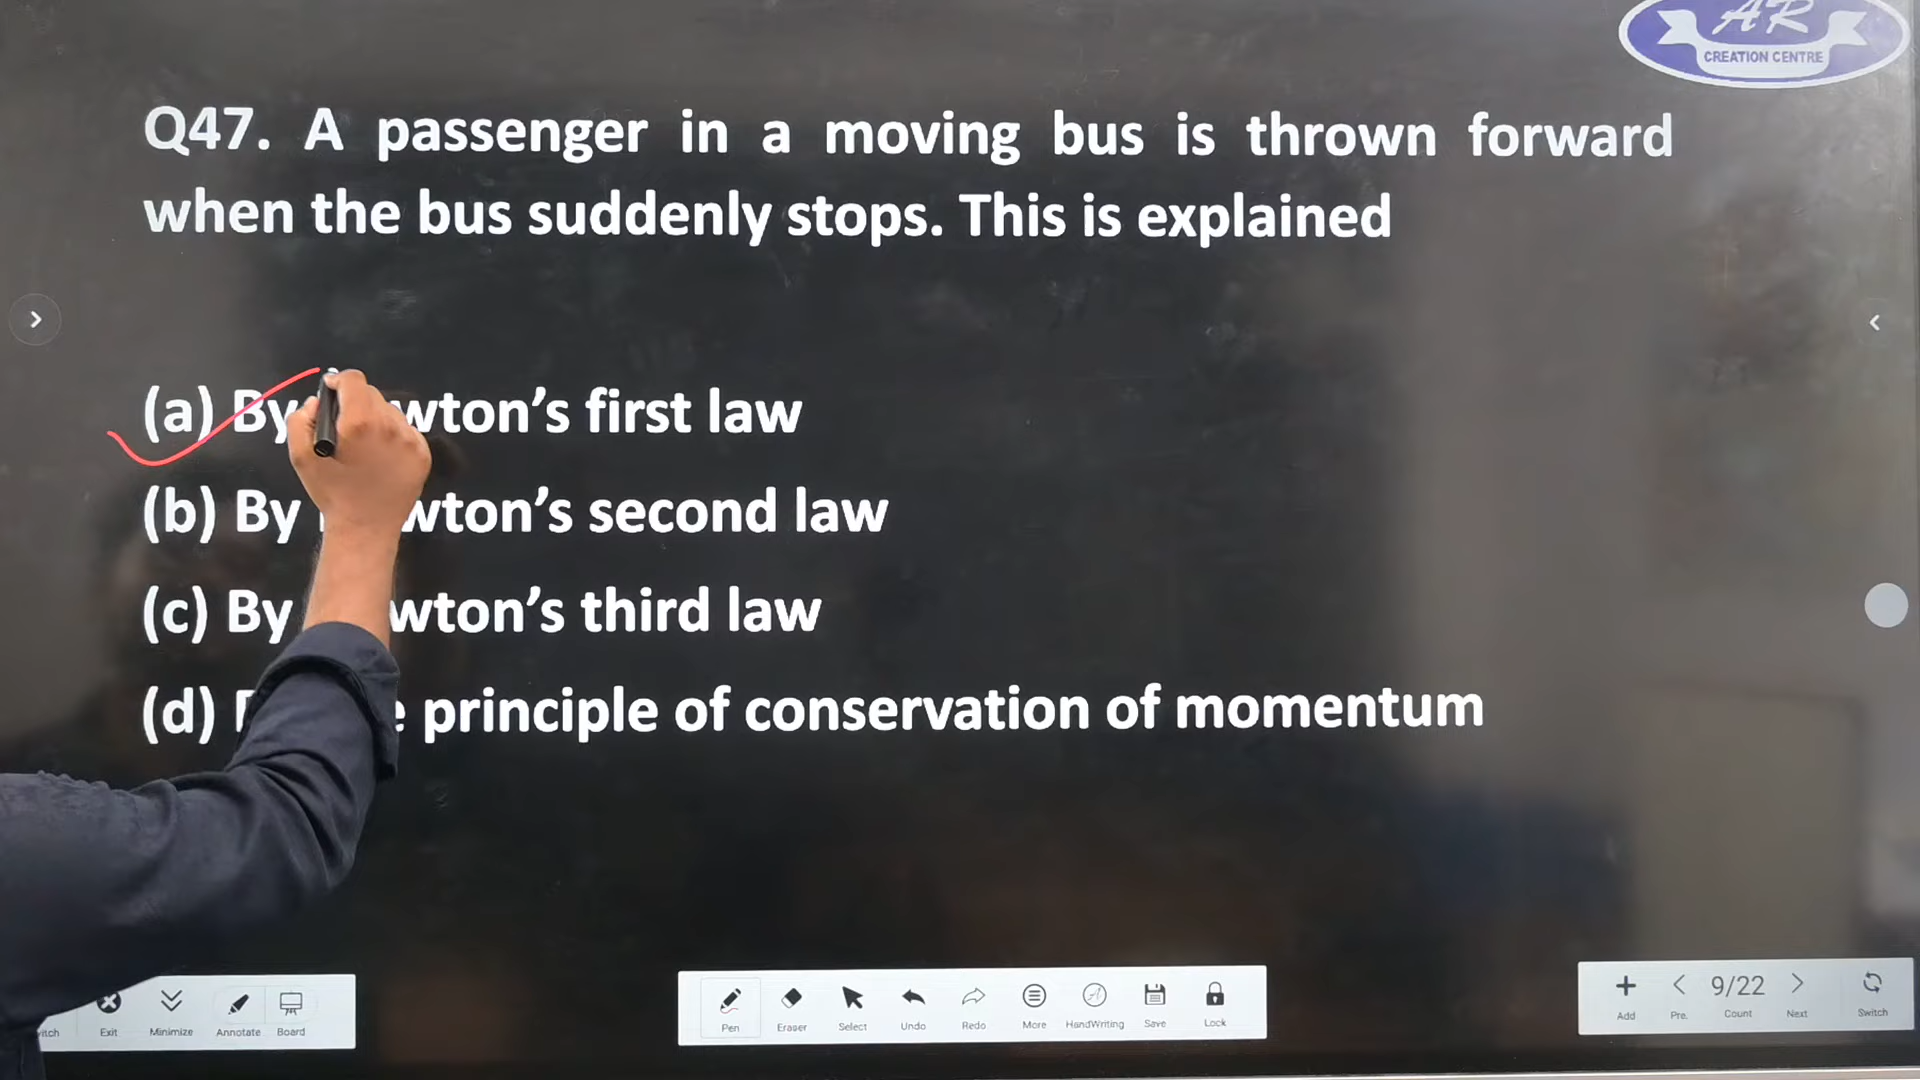 AR
CREATION CENTRE
Q47. A passenger in a moving bus is thrown forward
when the bus suddenly stops. This is explained
(a) By wton’s first law
(b) By wton’s second law
(c) By wton’s third law
(d) principle of conservation of momentum
Exit Minimize Annotate Board
Pen Eraser Select Undo Redo More HandWriting Save Lock
9/22
Add Pre. Count Next Switch